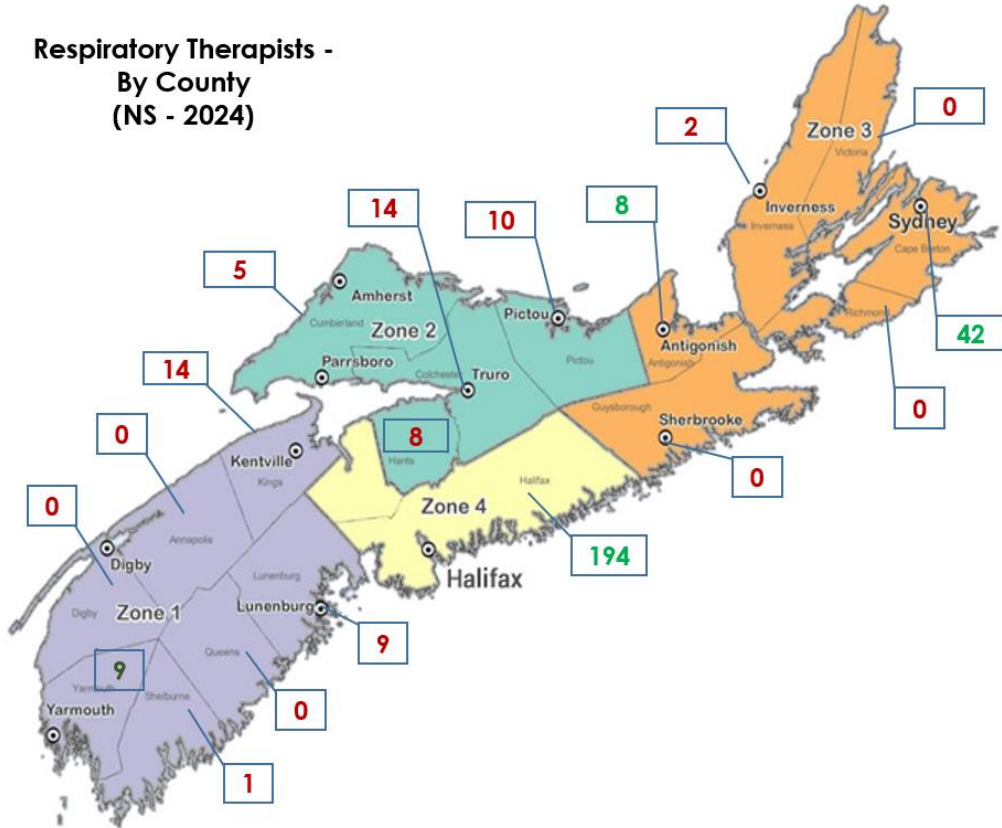 Respiratory Therapists -
By County
(NS - 2024)
0
2
Zone 3
Victoria
14
10
8
Inverness
Inverness
Sydney
Cape Breton
5
Amherst
Cumberland
Zone 2
Pictou
Pictou
Antigonish
Antigonish
Richmond
42
14
Parrsboro
Colchester
Truro
Guysborough
Sherbrooke
0
0
8
Hants
Kentville
Kings
0
0
Halifax
Zone 4
194
Annapolis
Digby
Halifax
Lunenburg
Digby
Zone 1
Lunenburg
9
Queens
9
Yarmouth
Shelburne
0
Yarmouth
1